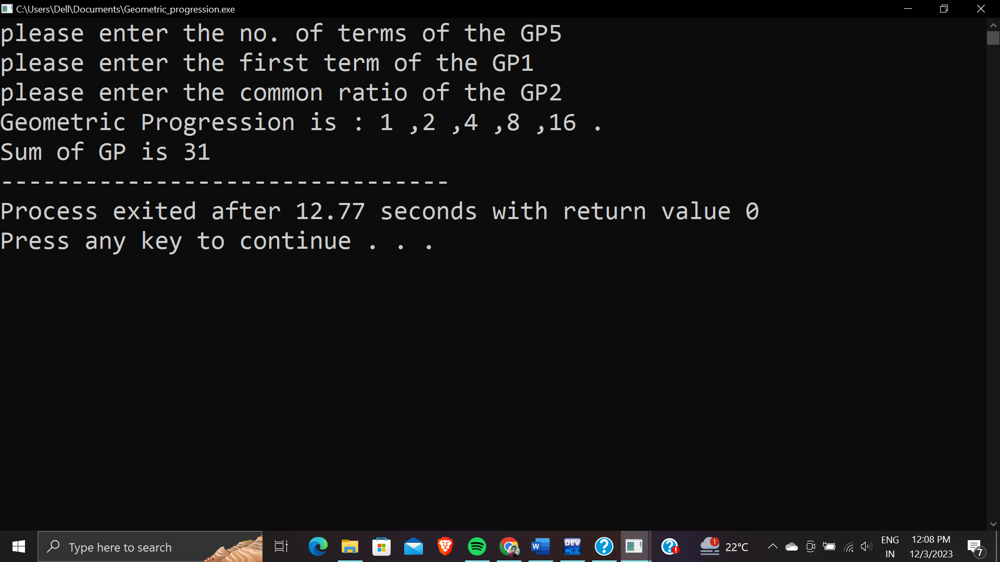 C:\Users\Dell\Documents\Geometric_progression.exe
please enter the no. of terms of the GP5
please enter the first term of the GP1
please enter the common ratio of the GP2
Geometric Progression is : 1 ,2 ,4 ,8 ,16 .
Sum of GP is 31
--------------------------------
Process exited after 12.77 seconds with return value 0
Press any key to continue . . .
Type here to search
W
DEV
C++
1
22°C
ENG
IN
12:08 PM
12/3/2023
7